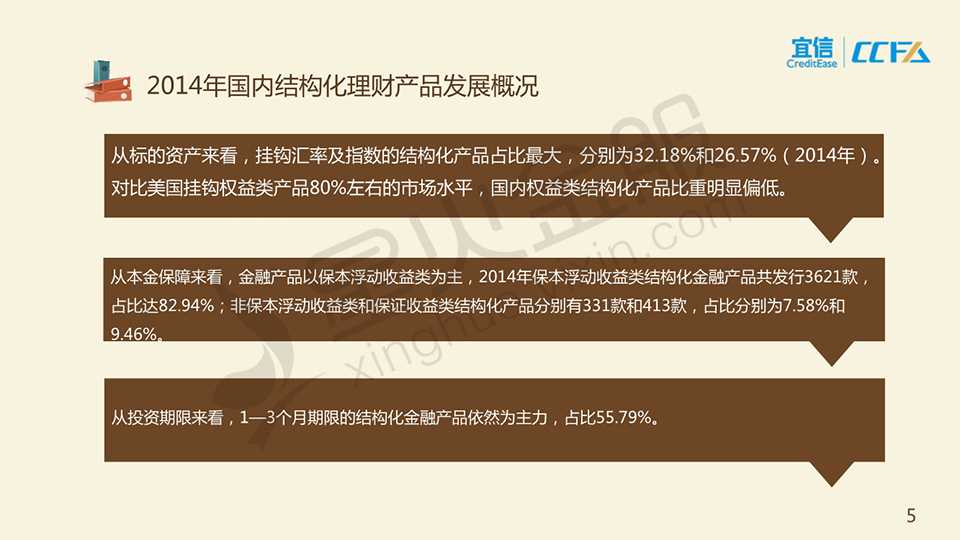 宜信
CreditEase
CCFA
2014年国内结构化理财产品发展概况
从标的资产来看，挂钩汇率及指数的结构化产品占比最大，分别为32.18%和26.57%（2014年）。
对比美国挂钩权益类产品80%左右的市场水平，国内权益类结构化产品比重明显偏低。
从本金保障来看，金融产品以保本浮动收益类为主，2014年保本浮动收益类结构化金融产品共发行3621款，
占比达82.94%；非保本浮动收益类和保证收益类结构化产品分别有331款和413款，占比分别为7.58%和
9.46%。
从投资期限来看，1—3个月期限的结构化金融产品依然为主力，占比55.79%。
5